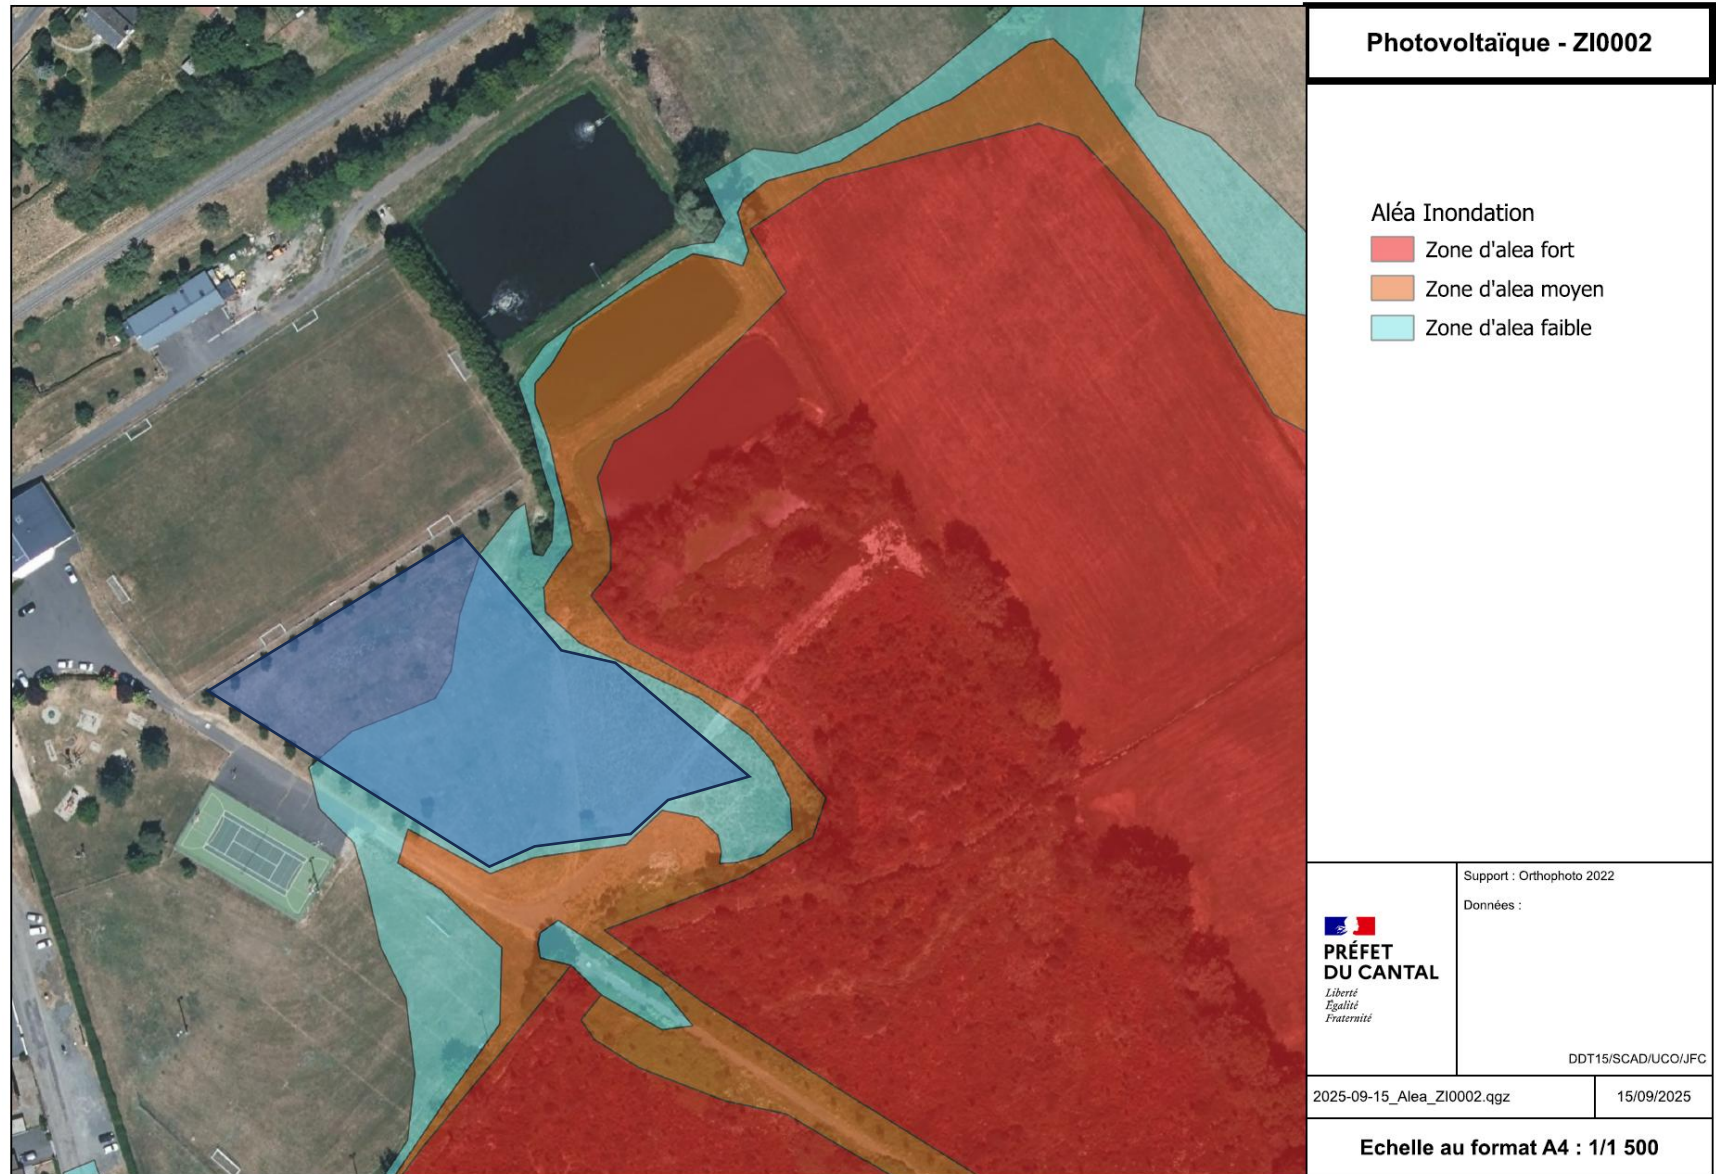 Photovoltaïque - ZI0002
Aléa Inondation
Zone d'alea fort
Zone d'alea moyen
Zone d'alea faible
Support : Orthophoto 2022
Données :
PRÉFET
DU CANTAL
Liberté
Égalité
Fraternité
DDT15/SCAD/UCO/JFC
2025-09-15_Alea_ZI0002.qgz
15/09/2025
Echelle au format A4 : 1/1 500